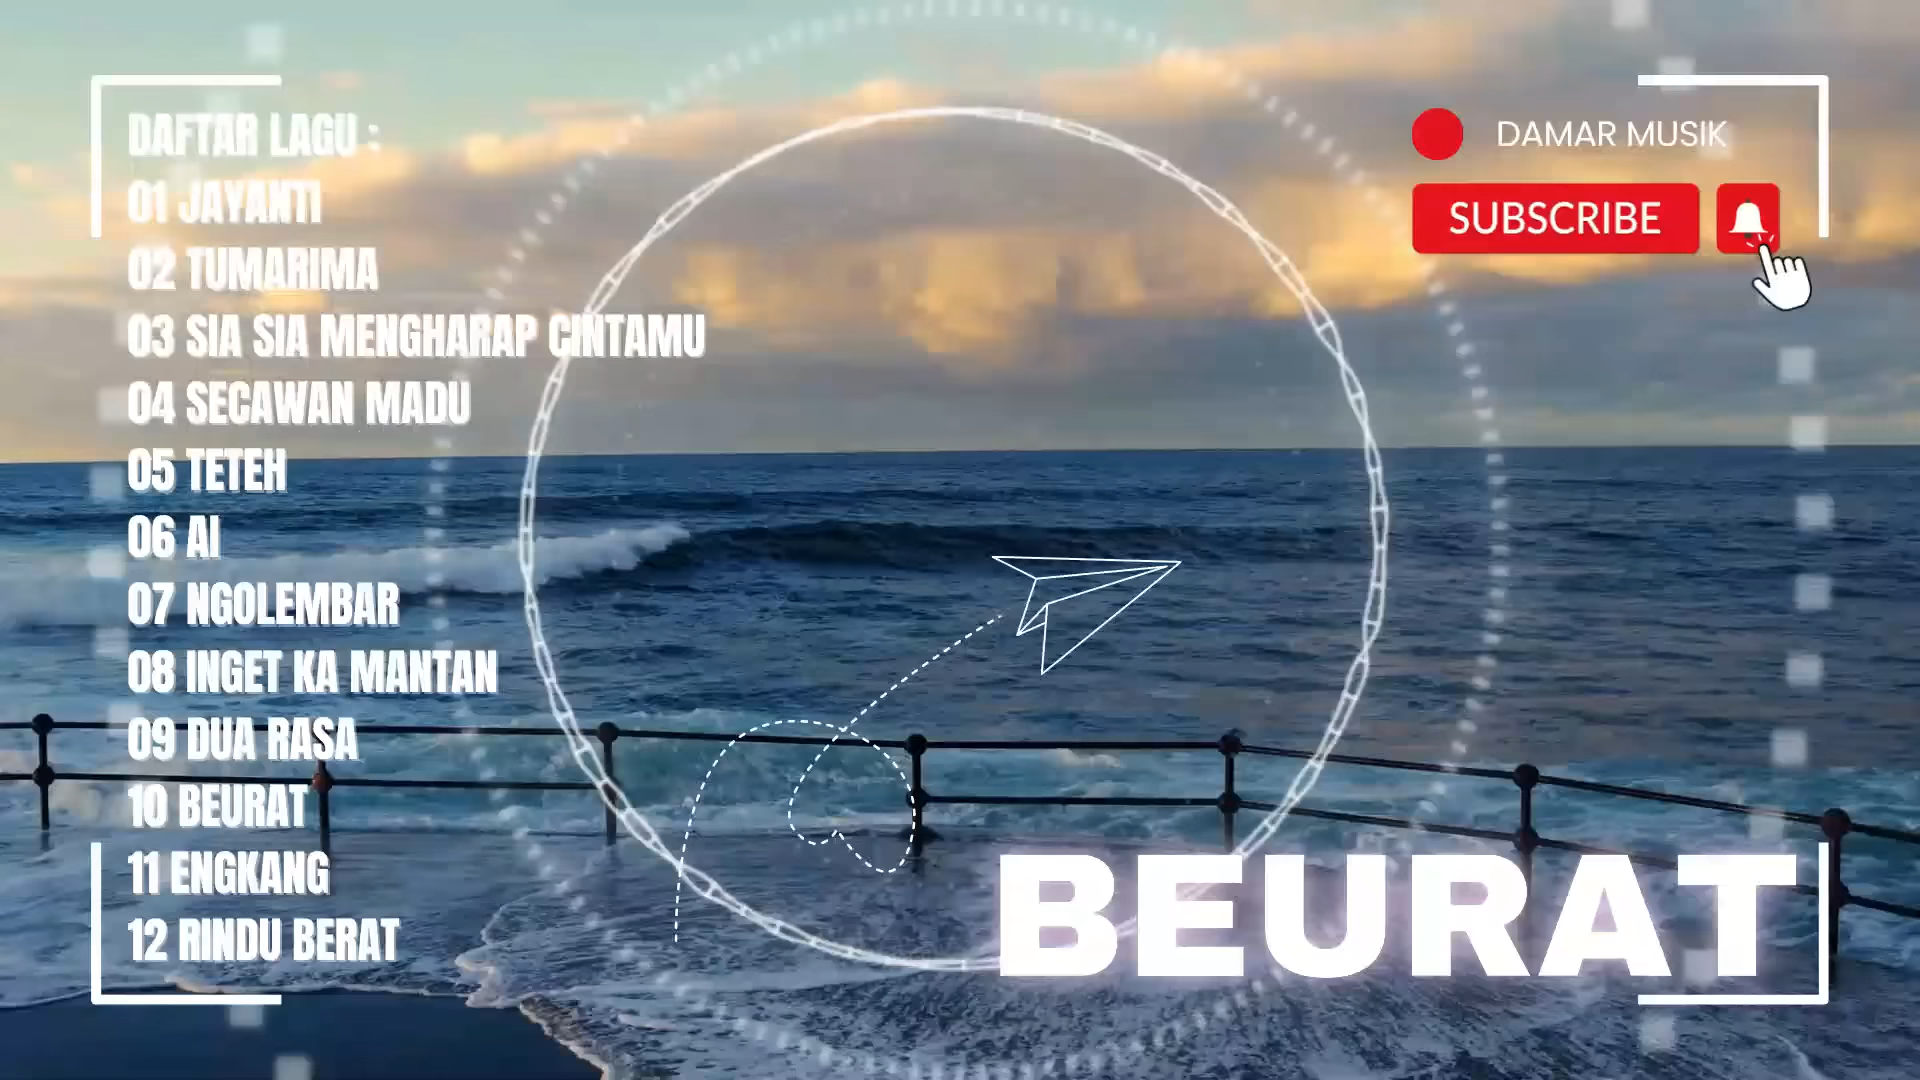 DAFTAR LAGU :
01 JAYANTI
02 TUMARIMA
03 SIA SIA MENGHARAP CINTAMU
04 SECAWAN MADU
05 TETEH
06 AI
07 NGOLEMBAR
08 INGET KA MANTAN
09 DUA RASA
10 BEURAT
11 ENGKANG
12 RINDU BERAT
DAMAR MUSIK
SUBSCRIBE
BEURAT